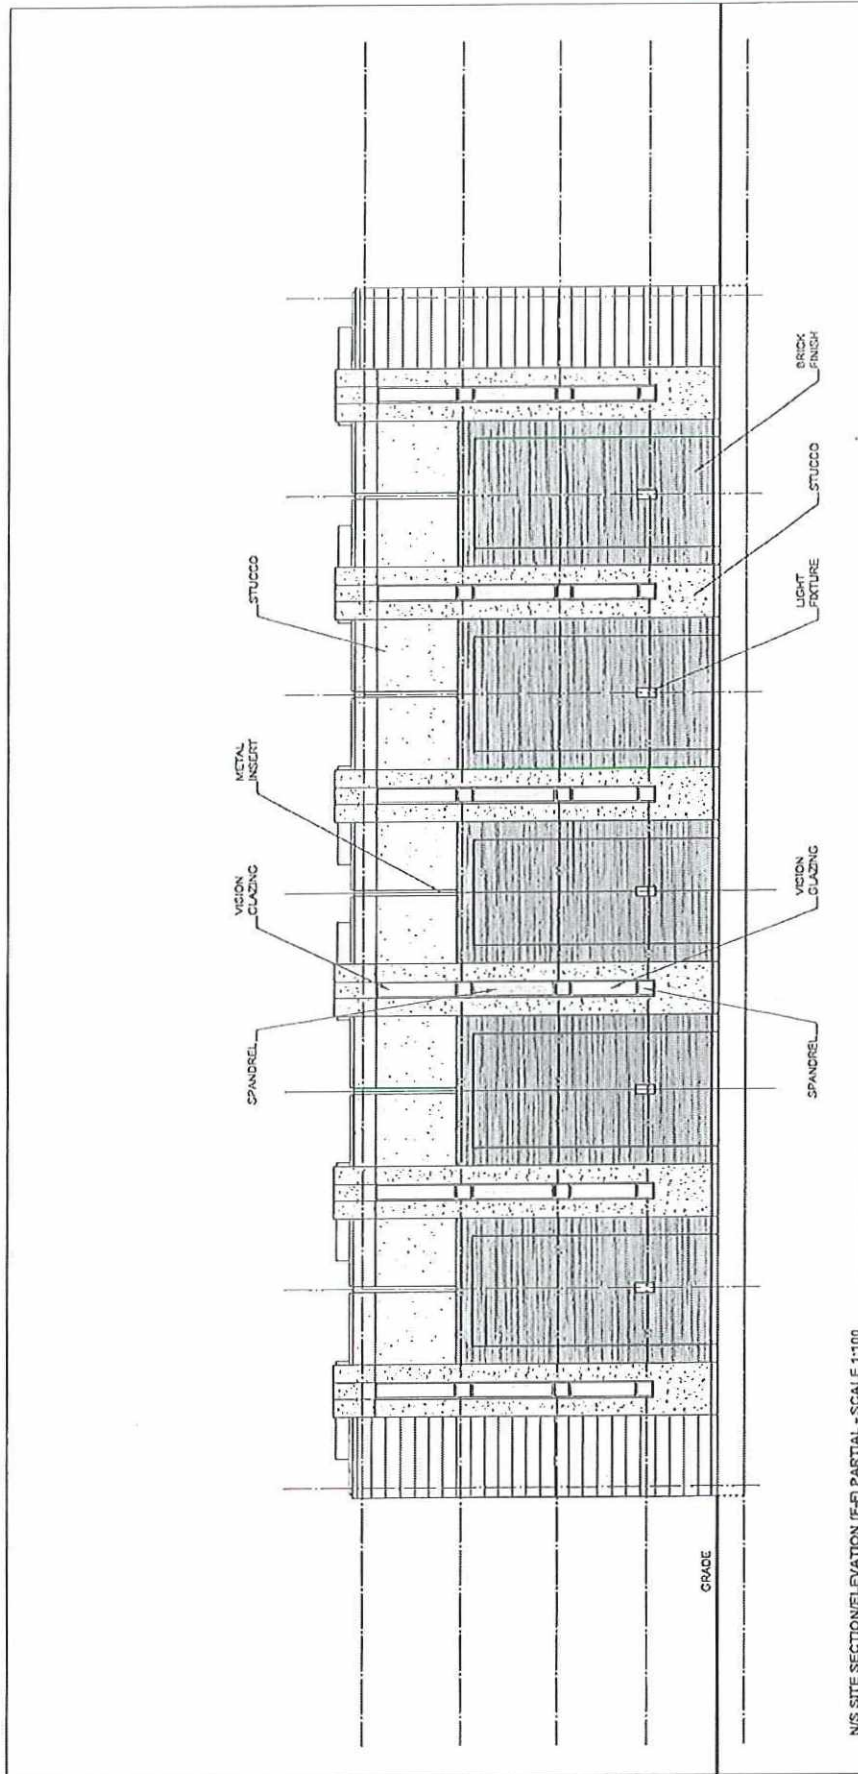 SPANDREL
VISION
GLAZING
METAL
INSERT
STUCCO
GRADE
SPANDREL
VISION
GLAZING
LIGHT
FIXTURE
STUCCO
BRICK
FINISH
N/S SITE SECTION/ELEVATION PARTIAL - SCALE 1:100